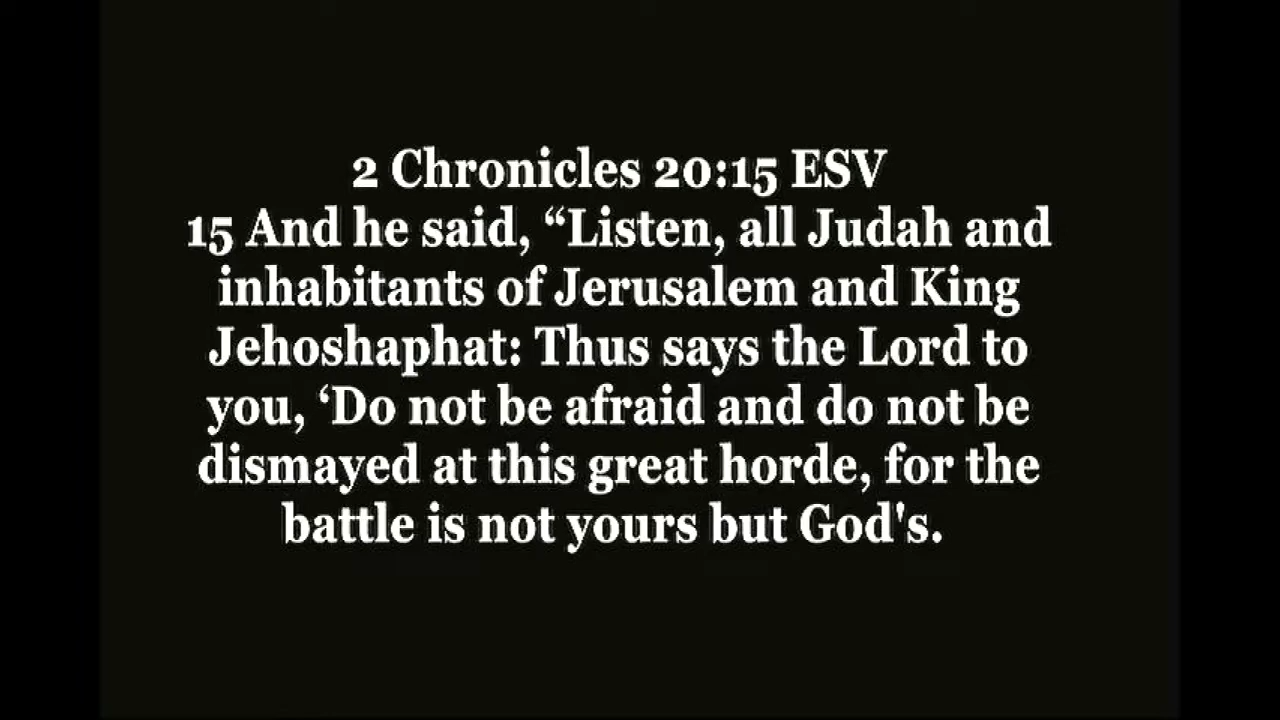 2 Chronicles 20:15 ESV
15 And he said, “Listen, all Judah and
inhabitants of Jerusalem and King
Jehoshaphat: Thus says the Lord to
you, ‘Do not be afraid and do not be
dismayed at this great horde, for the
battle is not yours but God's.